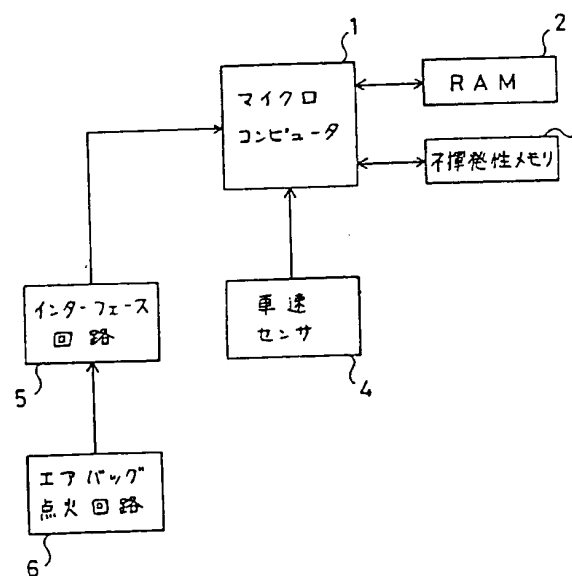 1
2
マイクロ
コンピュータ
RAM
不揮発性メモリ
インターフェース
回路
車速
センサ
5
4
エアバッグ
点火回路
6